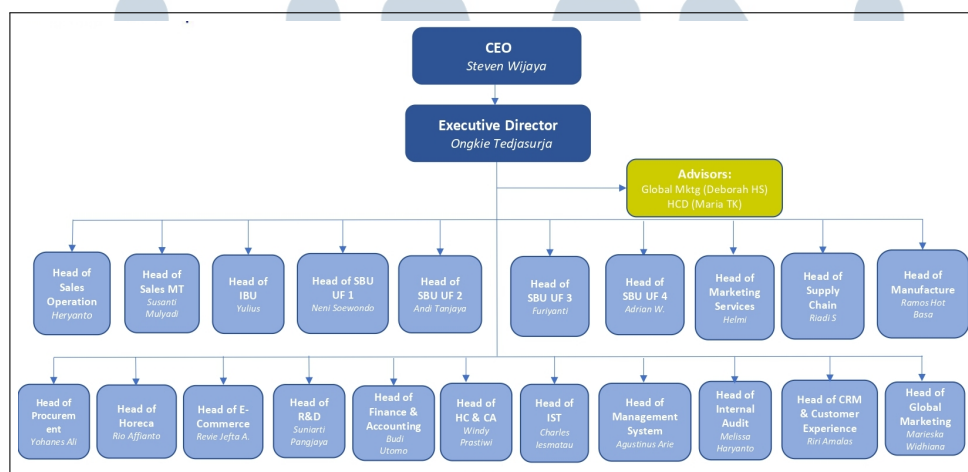 CEO
Steven Wijaya
Executive Director
Ongkie Tedjasurja
Advisors:
Global Mktg (Deborah HS)
HCD (Maria TK)
Head of
Sales
Operation
Heryanto
Head of
Sales MT
Susanti
Mulyadi
Head of
IBU
Yulius
Head of SBU
UF 1
Neni Soewondo
Head of
SBU UF 2
Andi Tanjaya
Head of
SBU UF 3
Furiyanti
Head of
SBU UF 4
Adrian W.
Head of
Marketing
Services
Helmi
Head of
Supply
Chain
Riadi S
Head of
Manufacture
Ramos Hot
Basa
Head of
Procurem
ent
Yohanes Ali
Head of
Horeca
Rio Affianto
Head of E-
Commerce
Revie Jefta A.
Head of
R&D
Suniarti
Pangjaya
Head of
Finance &
Accounting
Budi
Utomo
Head of
HC & CA
Windy
Prastiwi
Head of
IST
Charles
Iesmatau
Head of
Management
System
Agustinus Arie
Head of
Internal
Audit
Melissa
Haryanto
Head of CRM
& Customer
Experience
Riri Amalas
Head of
Global
Marketing
Marieska
Widhiana